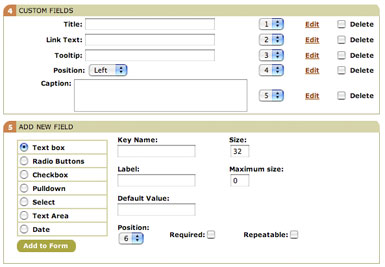 4 CUSTOM FIELDS
Title: 1 Edit Delete
Link Text: 2 Edit Delete
Tooltip: 3 Edit Delete
Position: Left 4 Edit Delete
Caption: 5 Edit Delete
5 ADD NEW FIELD
Text box
Radio Buttons
Checkbox
Pulldown
Select
Text Area
Date
Add to Form
Key Name: Size:
32
Label: Maximum size:
0
Default Value:
Position:
6 Required: Repeatable: